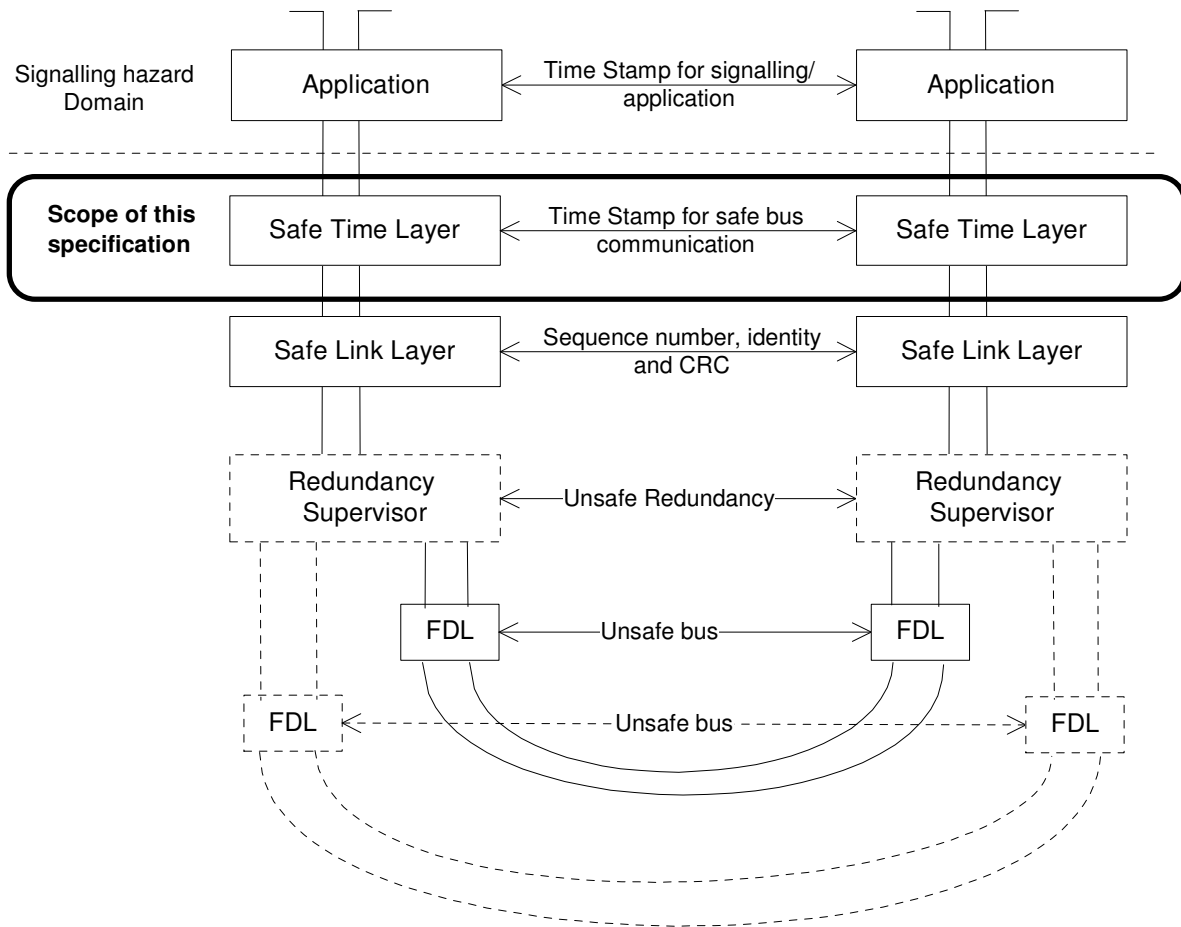 Signalling hazard
Domain
Application
Time Stamp for signalling/
application
Application
Scope of this
specification
Safe Time Layer
Time Stamp for safe bus
communication
Safe Time Layer
Safe Link Layer
Sequence number, identity
and CRC
Safe Link Layer
Redundancy
Supervisor
Unsafe Redundancy
Redundancy
Supervisor
FDL
Unsafe bus
FDL
FDL
Unsafe bus
FDL